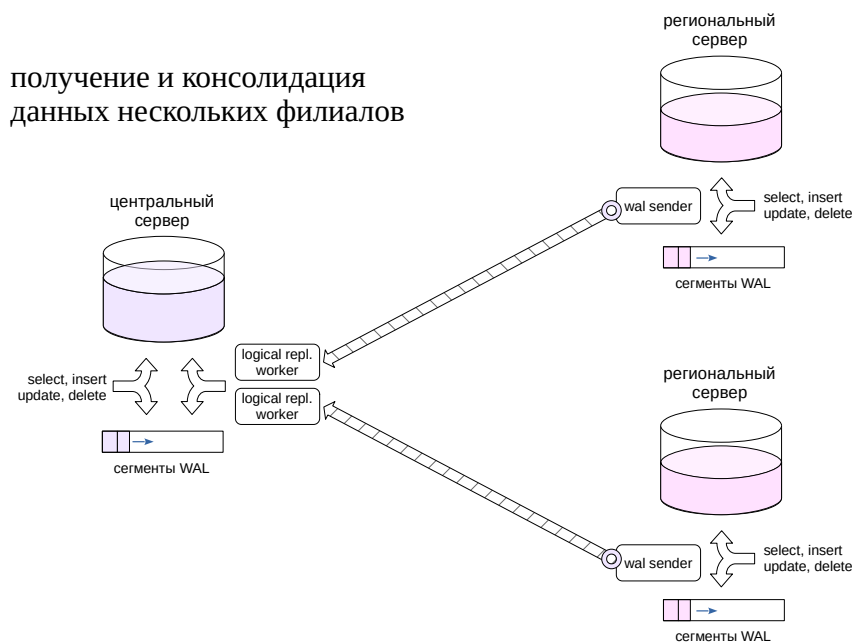 получение и консолидация
данных нескольких филиалов
региональный
сервер
wal sender
select, insert
update, delete
сегменты WAL
центральный
сервер
logical repl.
worker
select, insert
update, delete
logical repl.
worker
сегменты WAL
региональный
сервер
wal sender
select, insert
update, delete
сегменты WAL